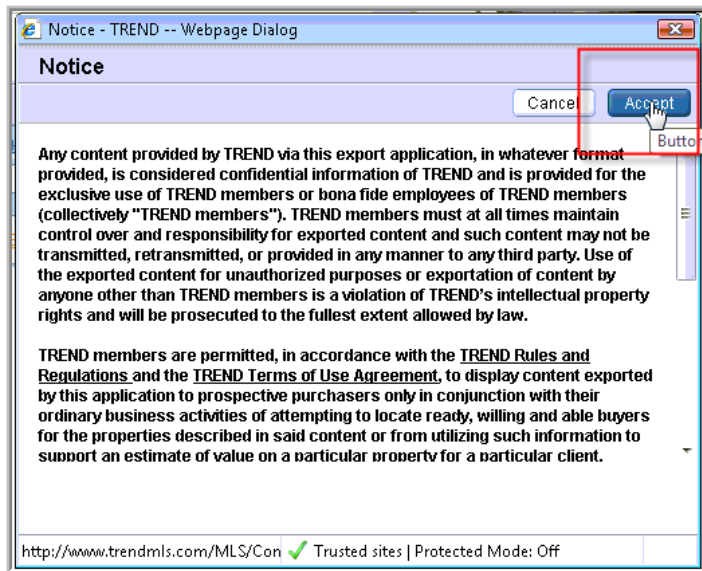 Notice - TREND -- Webpage Dialog
Notice
Cancel
Accept
Button
Any content provided by TREND via this export application, in whatever format
provided, is considered confidential information of TREND and is provided for the
exclusive use of TREND members or bona fide employees of TREND members
(collectively "TREND members"). TREND members must at all times maintain
control over and responsibility for exported content and such content may not be
transmitted, retransmitted, or provided in any manner to any third party. Use of
the exported content for unauthorized purposes or exportation of content by
anyone other than TREND members is a violation of TREND's intellectual property
rights and will be prosecuted to the fullest extent allowed by law.
TREND members are permitted, in accordance with the TREND Rules and
Regulations and the TREND Terms of Use Agreement, to display content exported
by this application to prospective purchasers only in conjunction with their
ordinary business activities of attempting to locate ready, willing and able buyers
for the properties described in said content or from utilizing such information to
support an estimate of value on a particular property for a particular client.
http://www.trendmls.com/MLS/Con
Trusted sites | Protected Mode: Off